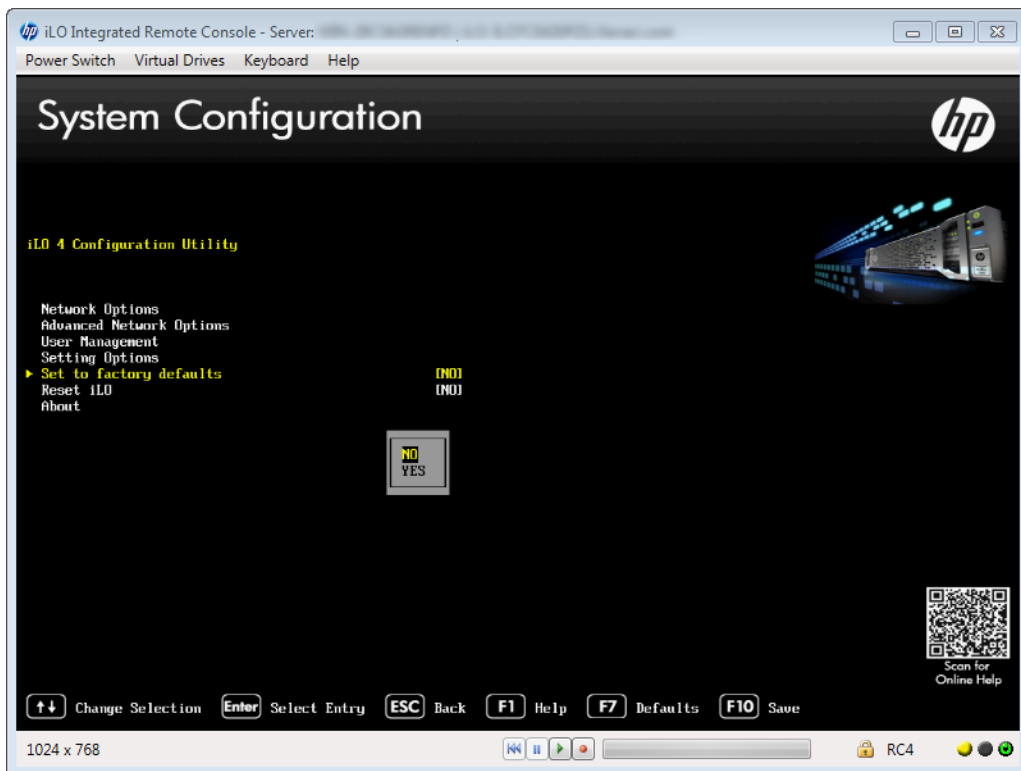 iLO Integrated Remote Console - Server:
Power Switch Virtual Drives Keyboard Help
System Configuration
hp
iLO 4 Configuration Utility
Network Options
Advanced Network Options
User Management
Setting Options
Set to factory defaults [NO]
Reset iLO [NO]
About
NO
YES
Scan for
Online Help
Change Selection Enter Select Entry ESC Back F1 Help F7 Defaults F10 Save
1024 x 768 RC4